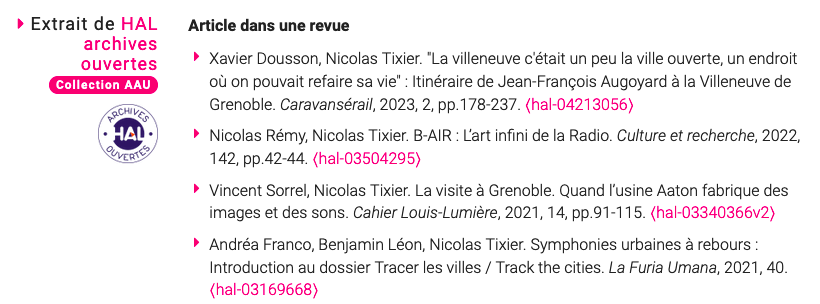 Extrait de HAL
archives
ouvertes
Collection AAU
ARCHIVES
HAL
OUVERTES
Article dans une revue
Xavier Dousson, Nicolas Tixier. "La villeneuve c'était un peu la ville ouverte, un endroit
où on pouvait refaire sa vie" : Itinéraire de Jean-François Augoyard à la Villeneuve de
Grenoble. Caravansérail, 2023, 2, pp.178-237. ⟨hal-04213056⟩
Nicolas Rémy, Nicolas Tixier. B-AIR : L’art infini de la Radio. Culture et recherche, 2022,
142, pp.42-44. ⟨hal-03504295⟩
Vincent Sorrel, Nicolas Tixier. La visite à Grenoble. Quand l’usine Aaton fabrique des
images et des sons. Cahier Louis-Lumière, 2021, 14, pp.91-115. ⟨hal-03340366v2⟩
Andréa Franco, Benjamin Léon, Nicolas Tixier. Symphonies urbaines à rebours :
Introduction au dossier Tracer les villes / Track the cities. La Furia Umana, 2021, 40.
⟨hal-03169668⟩